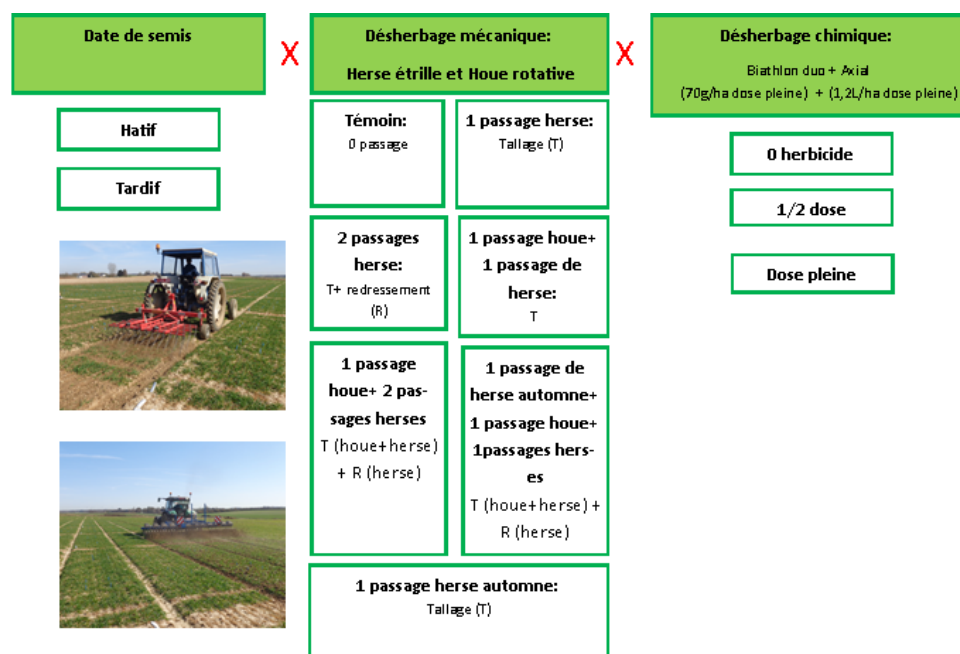 Date de semis
X
Désherbage mécanique:
Herse étrille et Houe rotative
X
Désherbage chimique:
Biathlon duo + Axial
(70g/ha dose pleine) + (1,2L/ha dose pleine)
Hatif
Tardif
Témoin:
0 passage
1 passage herse:
Tallage (T)
2 passages
herse:
T+ redressement
(R)
1 passage houe+
1 passage de
herse:
T
1 passage
houe+ 2 pas-
sages herses
T (houe+herse)
+ R (herse)
1 passage de
herse automne+
1 passage houe+
1passages hers-
es
T (houe+herse) +
R (herse)
1 passage herse automne:
Tallage (T)
0 herbicide
1/2 dose
Dose pleine